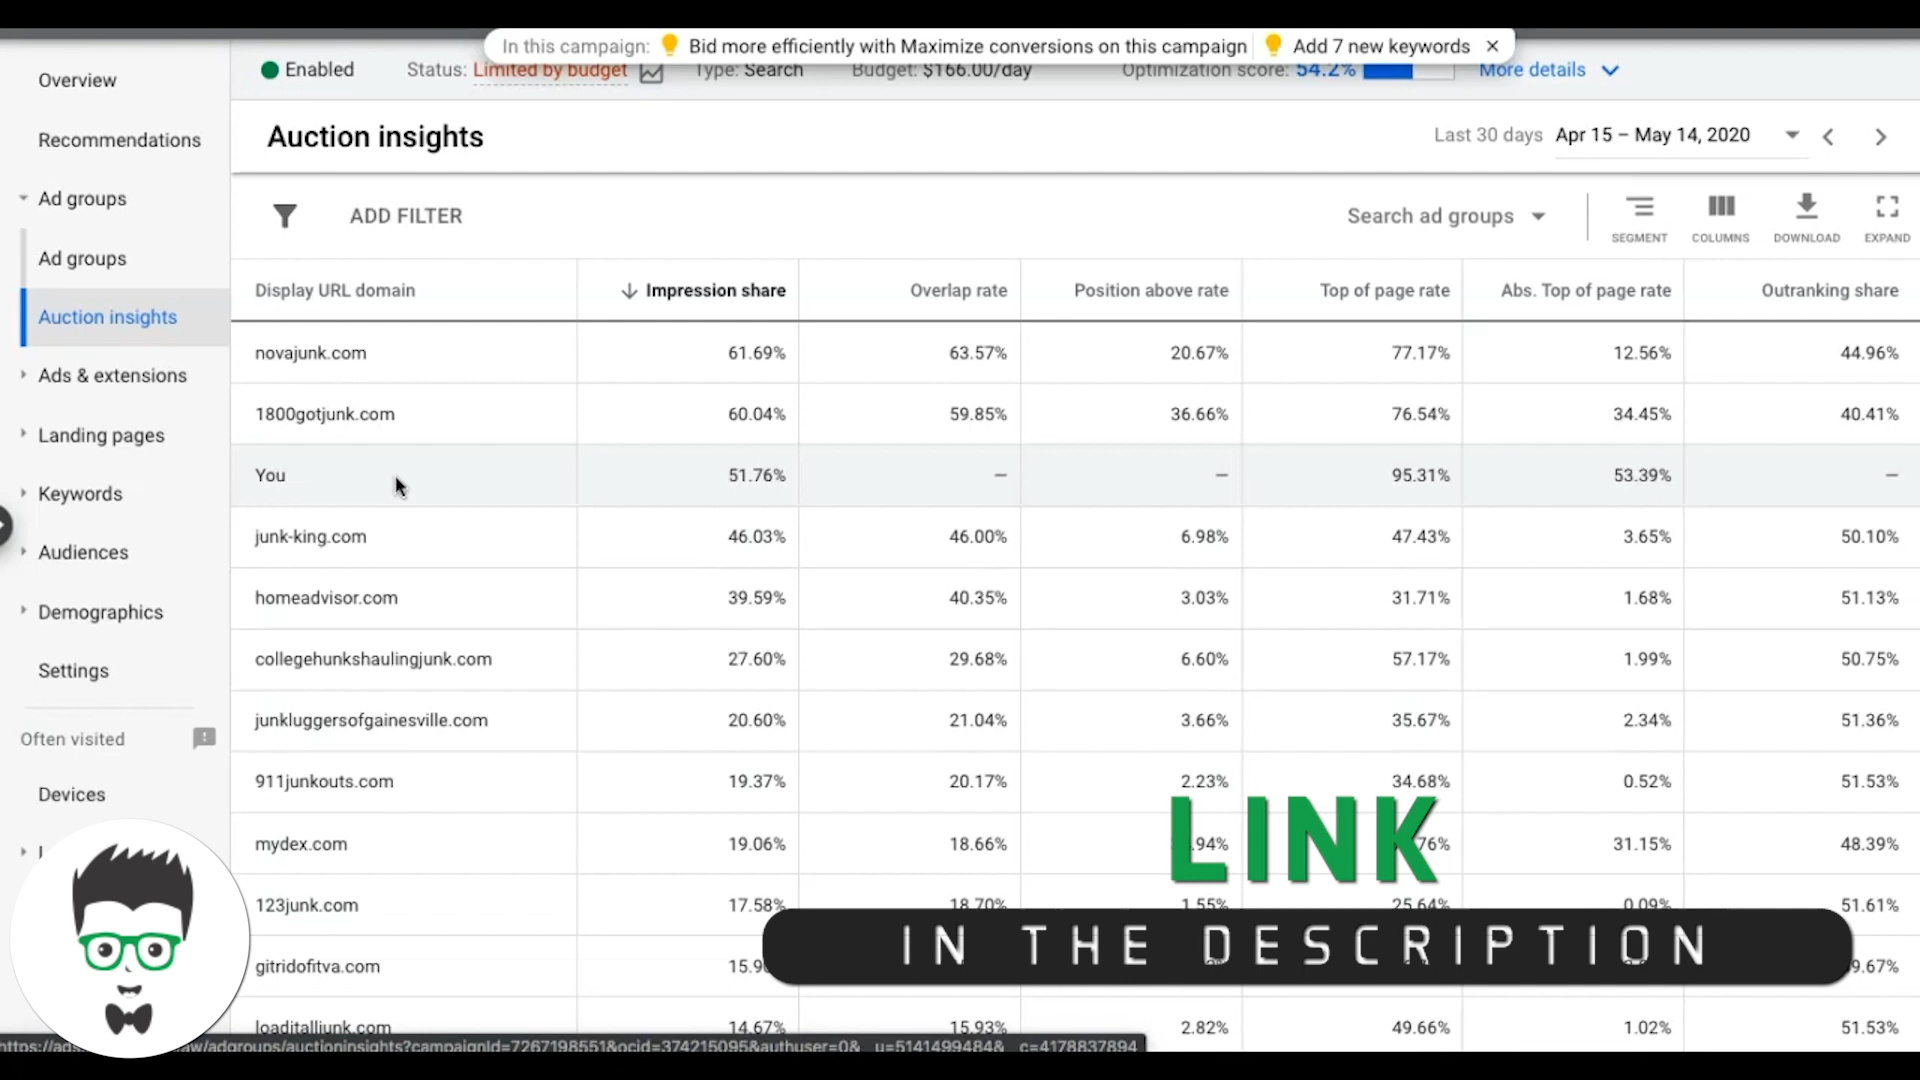 In this campaign: Bid more efficiently with Maximize conversions on this campaign Add 7 new keywords ×
Enabled Status: Limited by budget Type: Search Budget: $166.00/day Optimization score: 54.2% More details
Overview
Recommendations
Ad groups
Ad groups
Auction insights
Ads & extensions
Landing pages
Keywords
Audiences
Demographics
Settings
Often visited
Devices
Auction insights
Last 30 days Apr 15 – May 14, 2020
ADD FILTER
Search ad groups
SEGMENT COLUMNS DOWNLOAD EXPAND
Display URL domain Impression share Overlap rate Position above rate Top of page rate Abs. Top of page rate Outranking share
novajunk.com 61.69% 63.57% 20.67% 77.17% 12.56% 44.96%
1800gotjunk.com 60.04% 59.85% 36.66% 76.54% 34.45% 40.41%
You 51.76% — — 95.31% 53.39% —
junk-king.com 46.03% 46.00% 6.98% 47.43% 3.65% 50.10%
homeadvisor.com 39.59% 40.35% 3.03% 31.71% 1.68% 51.13%
collegehunkshaulingjunk.com 27.60% 29.68% 6.60% 57.17% 1.99% 50.75%
junkluggersofgainesville.com 20.60% 21.04% 3.66% 35.67% 2.34% 51.36%
911junkouts.com 19.37% 20.17% 2.23% 34.68% 0.52% 51.53%
mydex.com 19.06% 18.66% 31.15% 48.39%
123junk.com 17.58% 18.70% 1.55% 25.64% 0.09% 51.61%
gitridofitva.com
loaditalljunk.com 14.67% 15.93% 2.82% 49.66% 1.02% 51.53%
LINK
IN THE DESCRIPTION